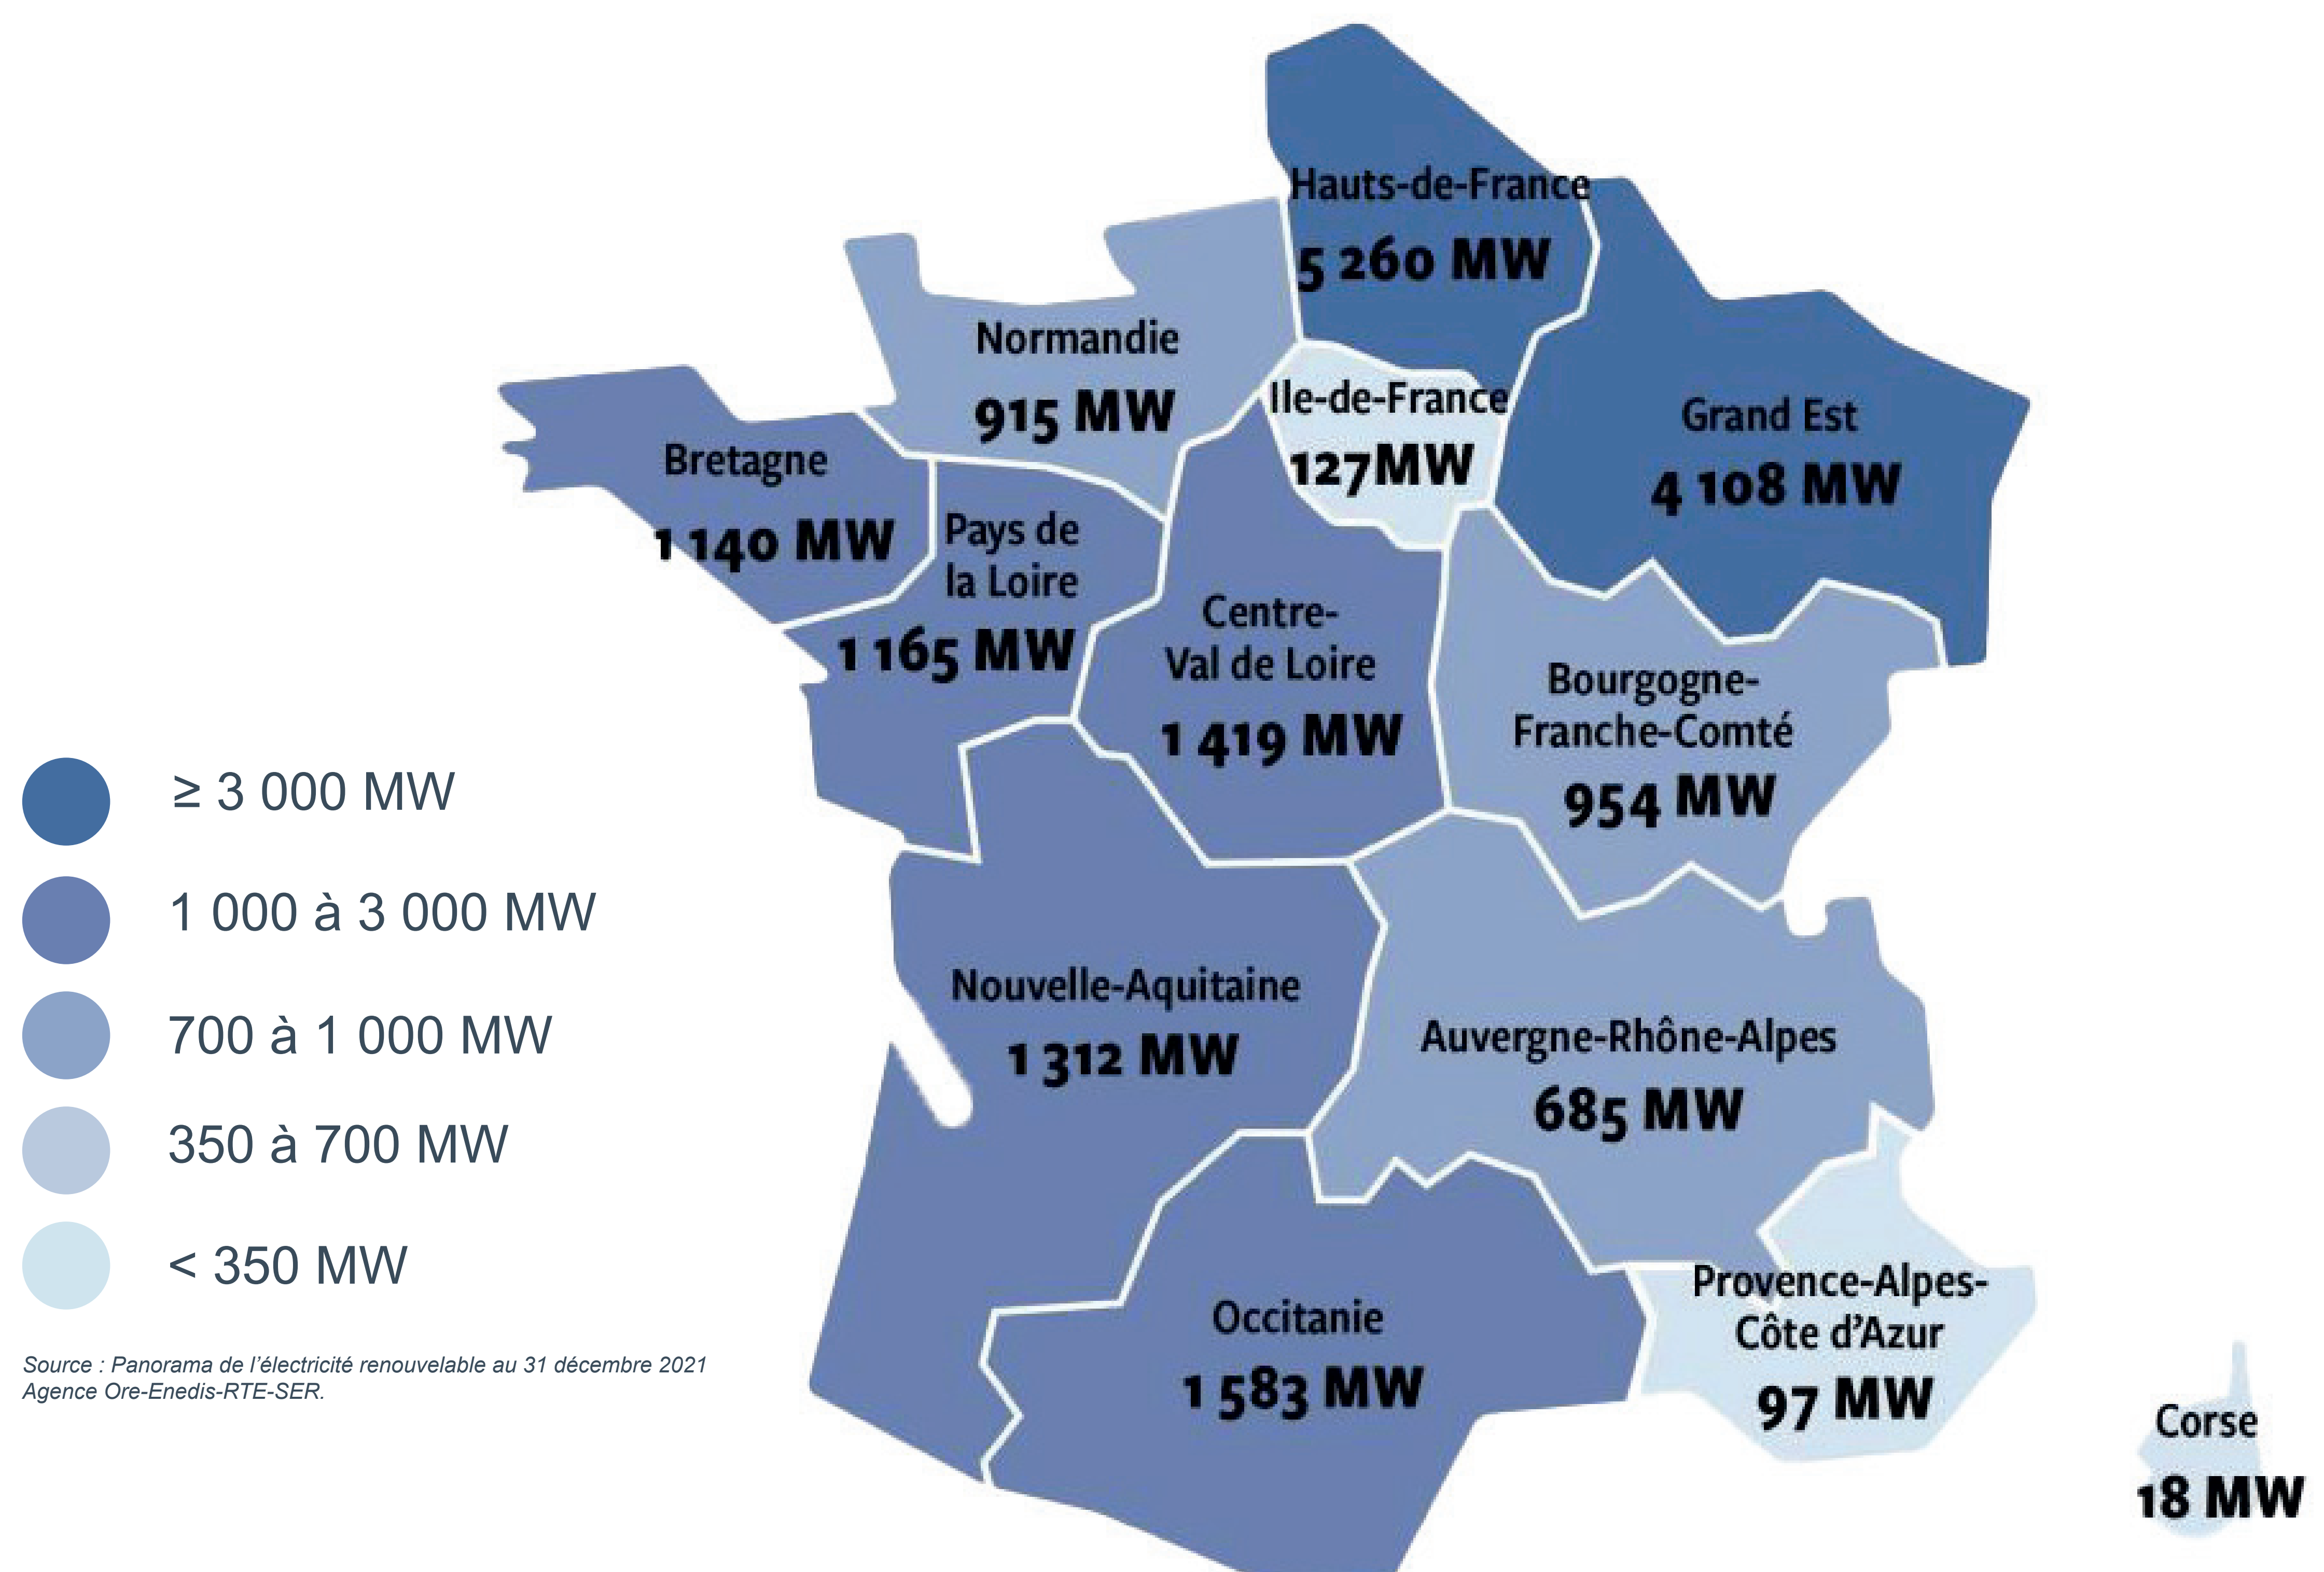 Hauts-de-France
5 260 MW
Normandie
915 MW
Ile-de-France
127MW
Grand Est
4 108 MW
Bretagne
1 140 MW
Pays de
la Loire
1 165 MW
Centre-
Val de Loire
1 419 MW
Bourgogne-
Franche-Comté
954 MW
Nouvelle-Aquitaine
1 312 MW
Auvergne-Rhône-Alpes
685 MW
Occitanie
1 583 MW
Provence-Alpes-
Côte d’Azur
97 MW
Corse
18 MW
≥ 3 000 MW
1 000 à 3 000 MW
700 à 1 000 MW
350 à 700 MW
< 350 MW
Source : Panorama de l’électricité renouvelable au 31 décembre 2021
Agence Ore-Enedis-RTE-SER.